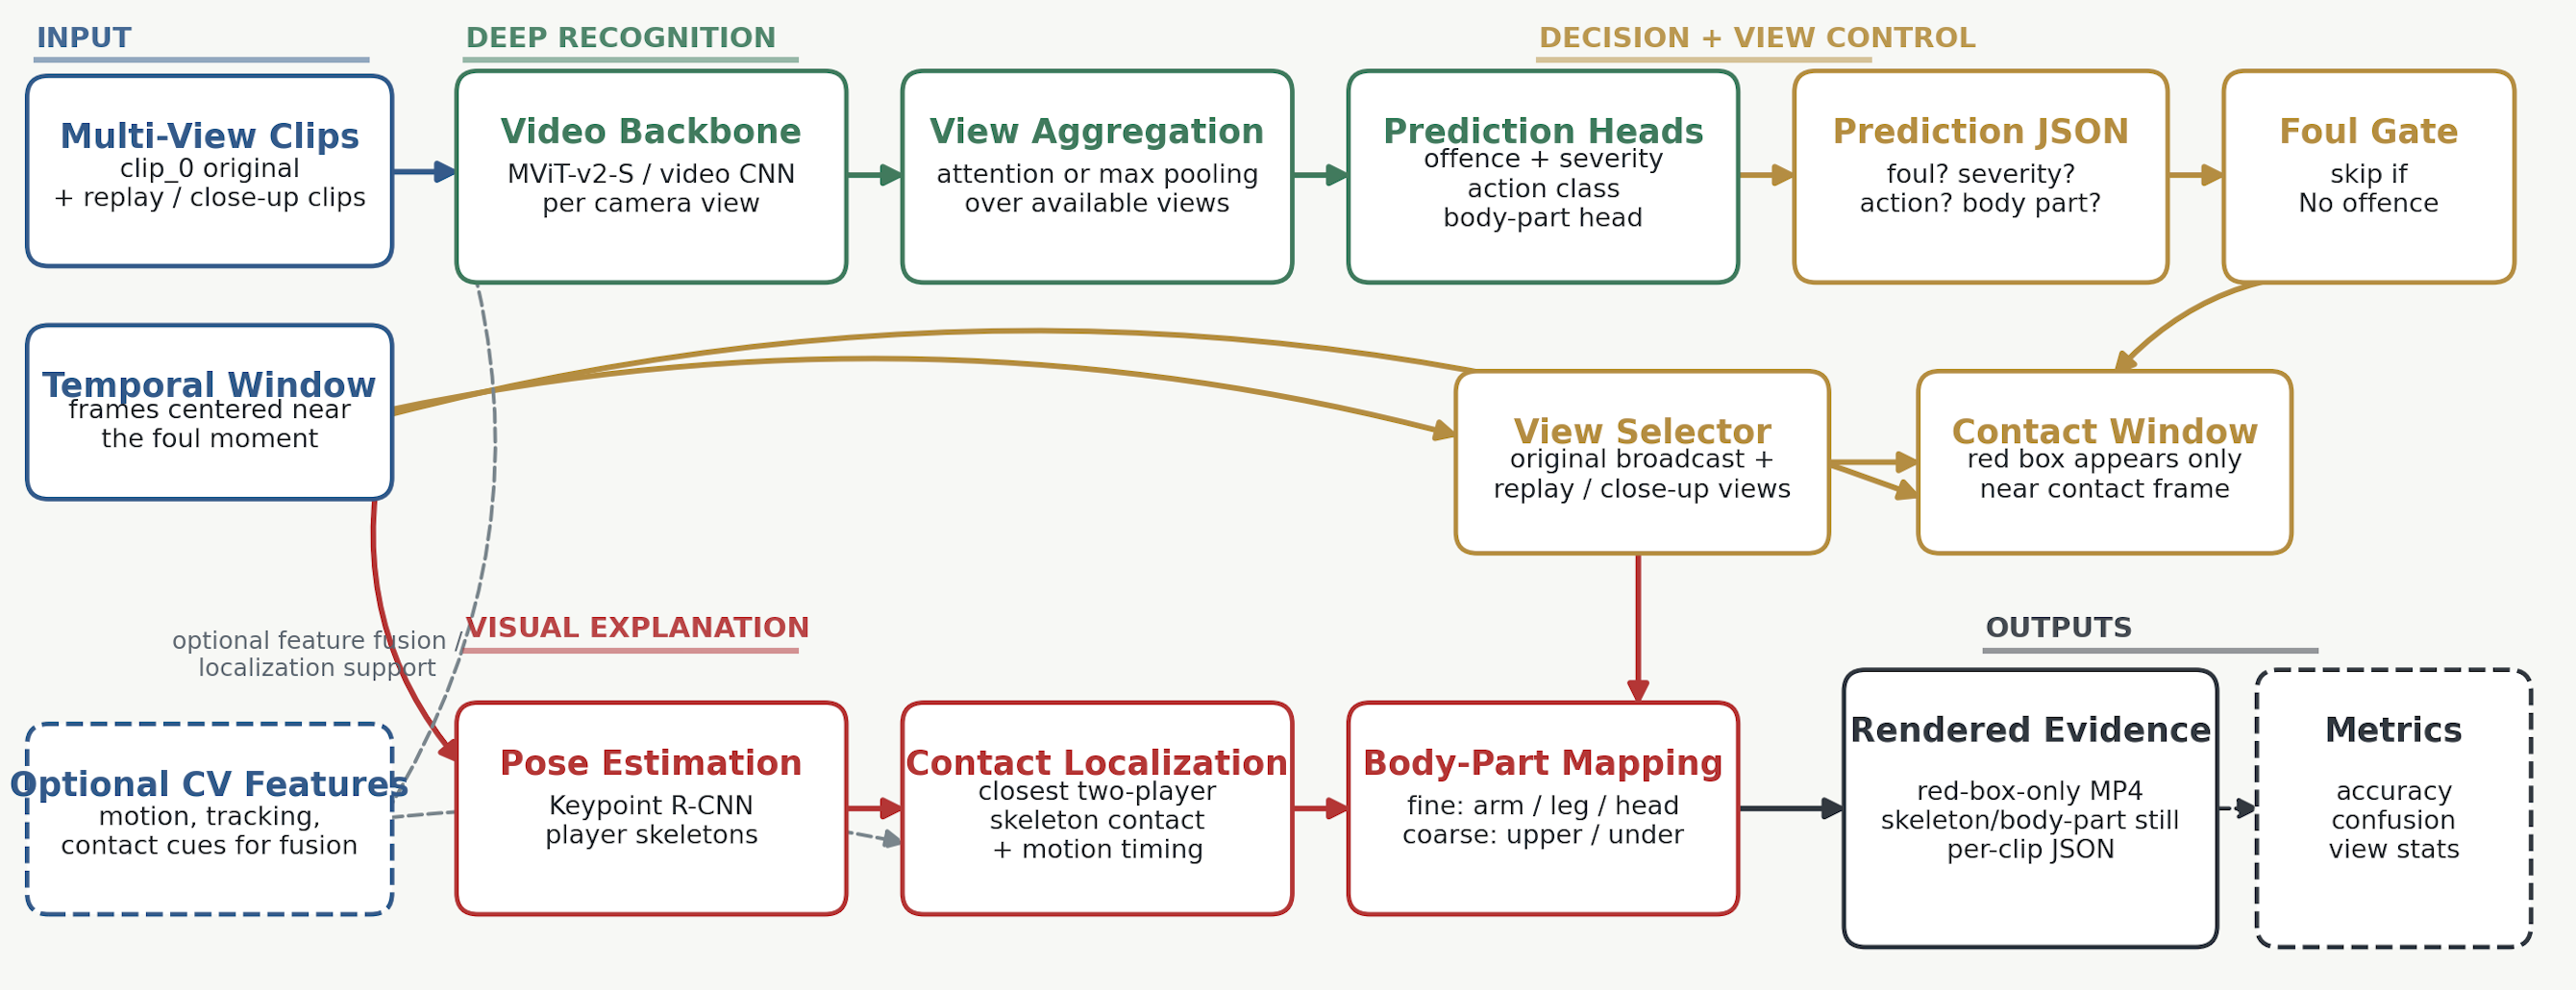 INPUT
DEEP RECOGNITION
DECISION + VIEW CONTROL
Multi-View Clips
clip_0 original
+ replay / close-up clips
Video Backbone
MViT-v2-S / video CNN
per camera view
View Aggregation
attention or max pooling
over available views
Prediction Heads
offence + severity
action class
body-part head
Prediction JSON
foul? severity?
action? body part?
Foul Gate
skip if
No offence
Temporal Window
frames centered near
the foul moment
View Selector
original broadcast +
replay / close-up views
Contact Window
red box appears only
near contact frame
optional feature fusion /
localization support
VISUAL EXPLANATION
OUTPUTS
Optional CV Features
motion, tracking,
contact cues for fusion
Pose Estimation
Keypoint R-CNN
player skeletons
Contact Localization
closest two-player
skeleton contact
+ motion timing
Body-Part Mapping
fine: arm / leg / head
coarse: upper / under
Rendered Evidence
red-box-only MP4
skeleton/body-part still
per-clip JSON
Metrics
accuracy
confusion
view stats